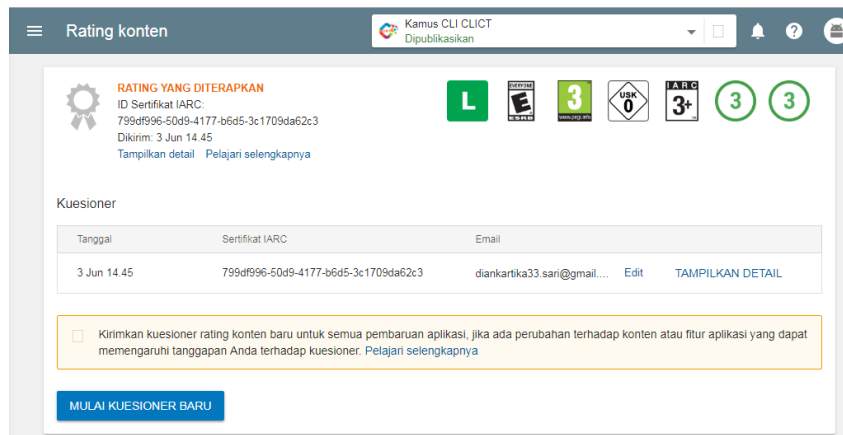 Rating konten
Kamus CLI CLICT
Dipublikasikan
RATING YANG DITERAPKAN
ID Sertifikat IARC:
799df996-50d9-4177-b6d5-3c1709da62c3
Dikirim: 3 Jun 14.45
Tampilkan detail Pelajari selengkapnya
L
EVERYONE
E
ESRB
3
www.pegi.info
USK
0
IARC
3+
3
3
Kuesioner
Tanggal Sertifikat IARC Email
3 Jun 14.45 799df996-50d9-4177-b6d5-3c1709da62c3 diankartika33.sari@gmail.... Edit TAMPILKAN DETAIL
Kirimkan kuesioner rating konten baru untuk semua pembaruan aplikasi, jika ada perubahan terhadap konten atau fitur aplikasi yang dapat
memengaruhi tanggapan Anda terhadap kuesioner. Pelajari selengkapnya
MULAI KUESIONER BARU